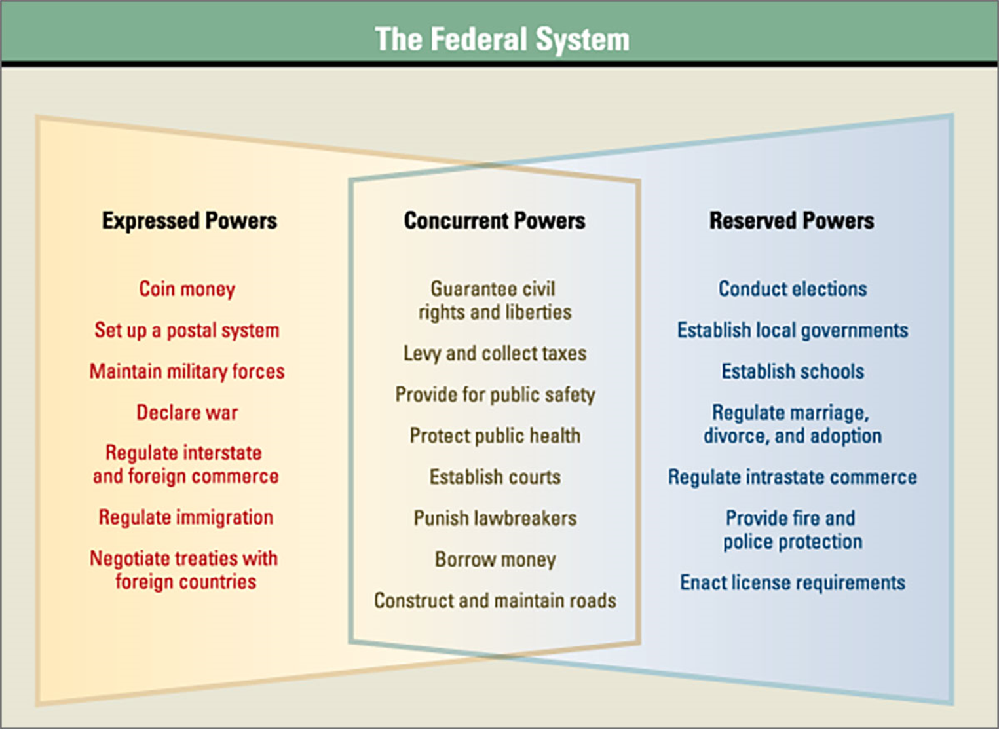 The Federal System
Expressed Powers
Coin money
Set up a postal system
Maintain military forces
Declare war
Regulate interstate
and foreign commerce
Regulate immigration
Negotiate treaties with
foreign countries
Concurrent Powers
Guarantee civil
rights and liberties
Levy and collect taxes
Provide for public safety
Protect public health
Establish courts
Punish lawbreakers
Borrow money
Construct and maintain roads
Reserved Powers
Conduct elections
Establish local governments
Establish schools
Regulate marriage,
divorce, and adoption
Regulate intrastate commerce
Provide fire and
police protection
Enact license requirements